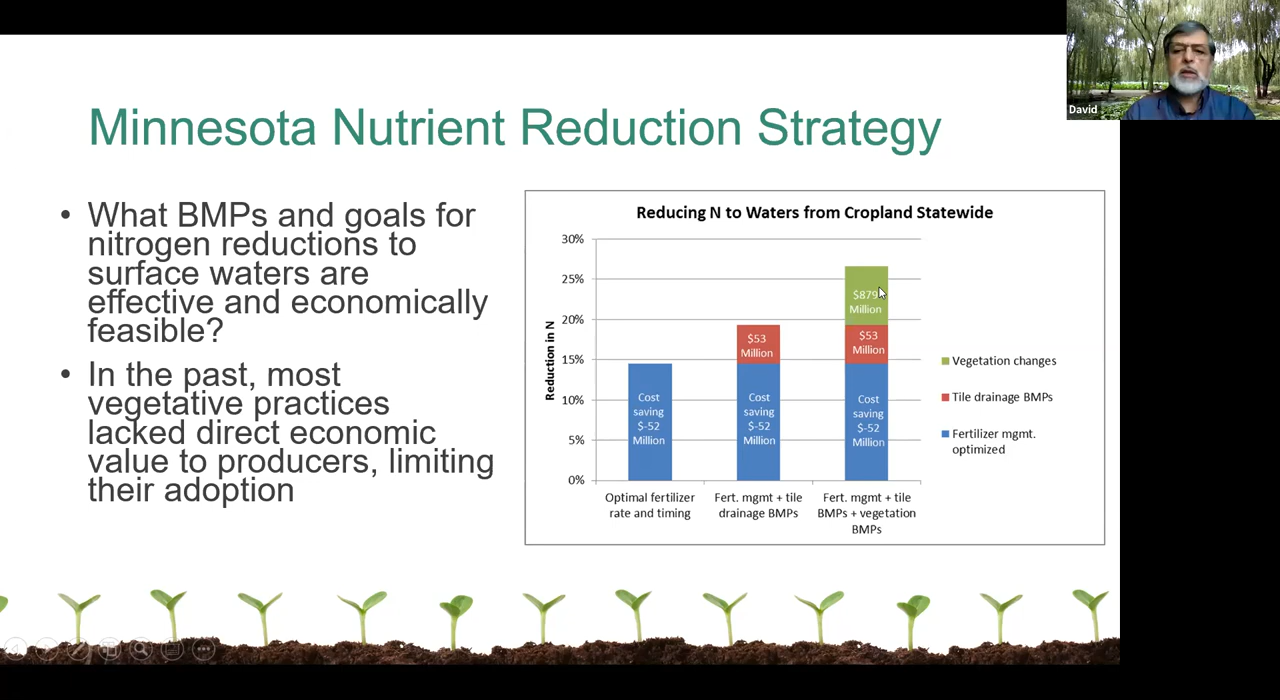 David
Minnesota Nutrient Reduction Strategy
• What BMPs and goals for
nitrogen reductions to
surface waters are
effective and economically
feasible?
• In the past, most
vegetative practices
lacked direct economic
value to producers, limiting
their adoption
Reducing N to Waters from Cropland Statewide
Reduction in N
30%
25%
20%
15%
10%
5%
0%
Cost
saving
$-52
Million
$53
Million
Cost
saving
$-52
Million
$879
Million
$53
Million
Cost
saving
$-52
Million
Optimal fertilizer
rate and timing
Fert. mgmt + tile
drainage BMPs
Fert. mgmt + tile
BMPs + vegetation
BMPs
Vegetation changes
Tile drainage BMPs
Fertilizer mgmt.
optimized